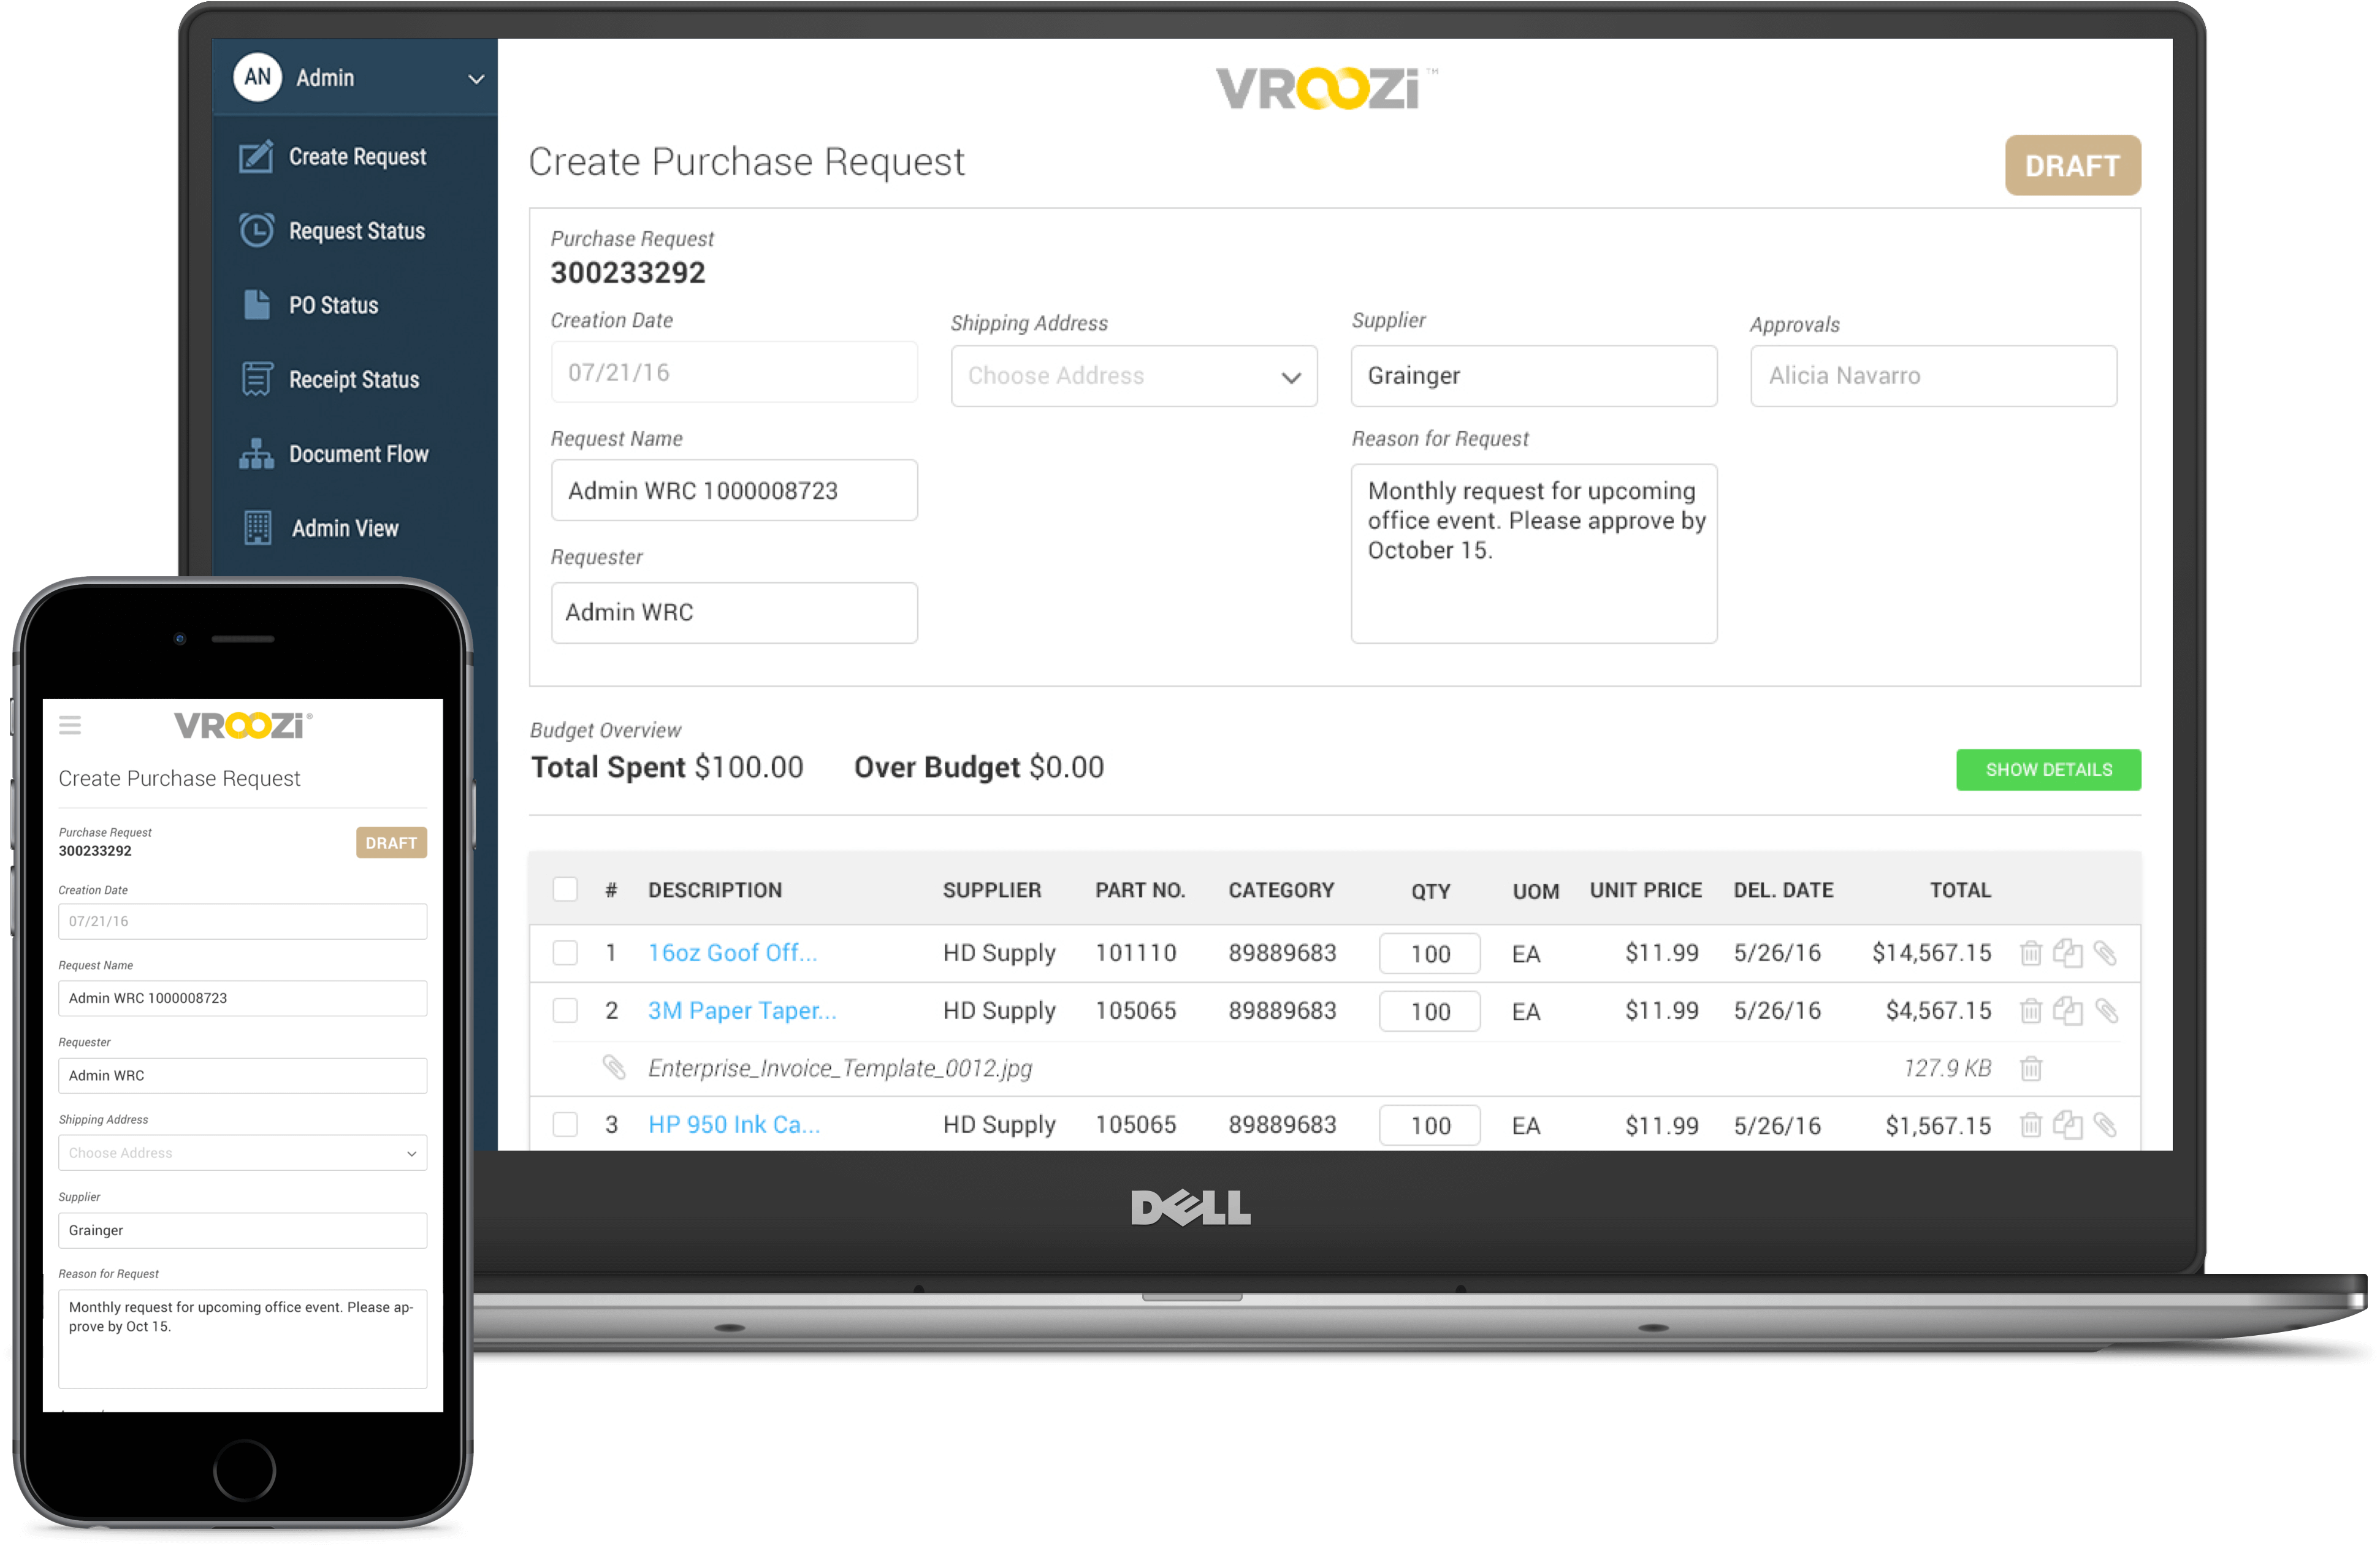 AN Admin
Create Request
Request Status
PO Status
Receipt Status
Document Flow
Admin View
VROOZi™
Create Purchase Request
DRAFT
Purchase Request
300233292
Creation Date Shipping Address Supplier Approvals
07/21/16 Choose Address Grainger Alicia Navarro
Request Name Reason for Request
Admin WRC 1000008723
Monthly request for upcoming
office event. Please approve by
October 15.
Requester
Admin WRC
Budget Overview
Total Spent $100.00 Over Budget $0.00
SHOW DETAILS
# DESCRIPTION SUPPLIER PART NO. CATEGORY QTY UOM UNIT PRICE DEL. DATE TOTAL
1 16oz Goof Off... HD Supply 101110 89889683 100 EA $11.99 5/26/16 $14,567.15
2 3M Paper Taper... HD Supply 105065 89889683 100 EA $11.99 5/26/16 $4,567.15
Enterprise_Invoice_Template_0012.jpg 127.9 KB
3 HP 950 Ink Ca... HD Supply 105065 89889683 100 EA $11.99 5/26/16 $1,567.15
DELL
VROOZi®
Create Purchase Request
Purchase Request
300233292
DRAFT
Creation Date
07/21/16
Request Name
Admin WRC 1000008723
Requester
Admin WRC
Shipping Address
Choose Address
Supplier
Grainger
Reason for Request
Monthly request for upcoming office event. Please ap-
prove by Oct 15.